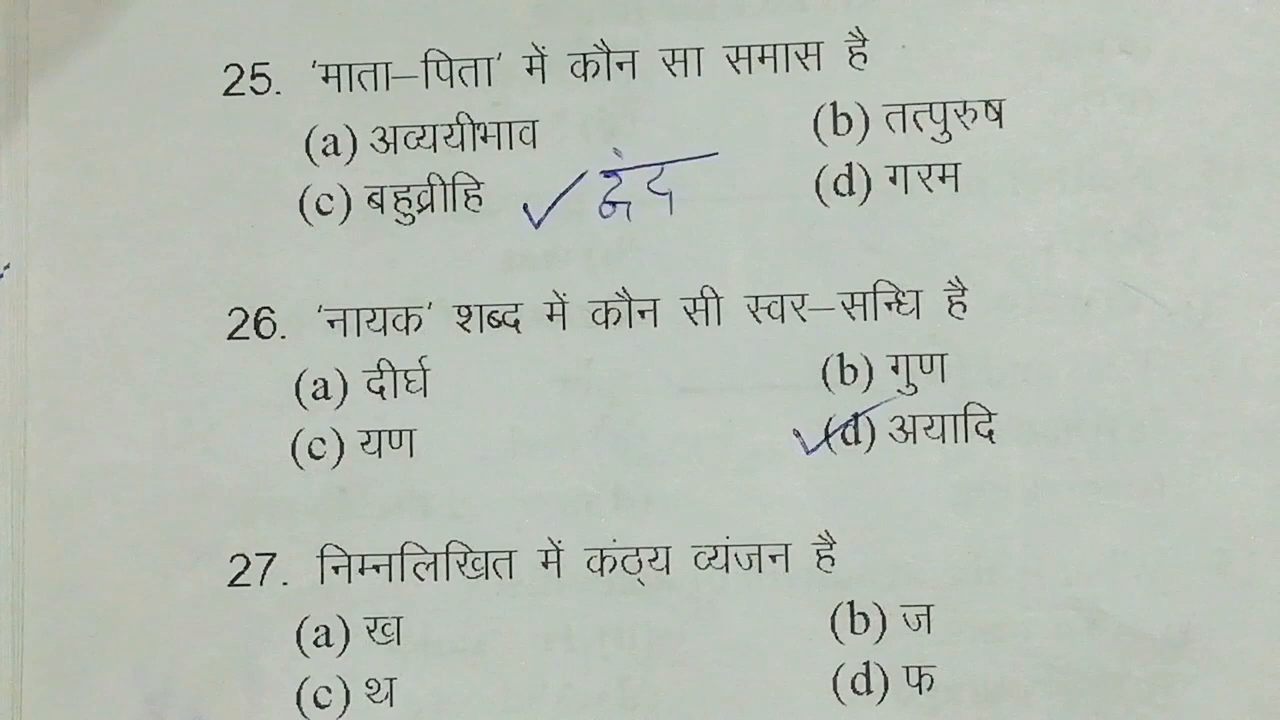 25. 'माता–पिता' में कौन सा समास है
(a) अव्ययीभाव (b) तत्पुरुष
(c) बहुव्रीहि ✓ द्वंद (d) गरम
26. 'नायक' शब्द में कौन सी स्वर–सन्धि है
(a) दीर्घ (b) गुण
(c) यण ✓(d) अयादि
27. निम्नलिखित में कंठ्य व्यंजन है
(a) ख (b) ज
(c) थ (d) फ